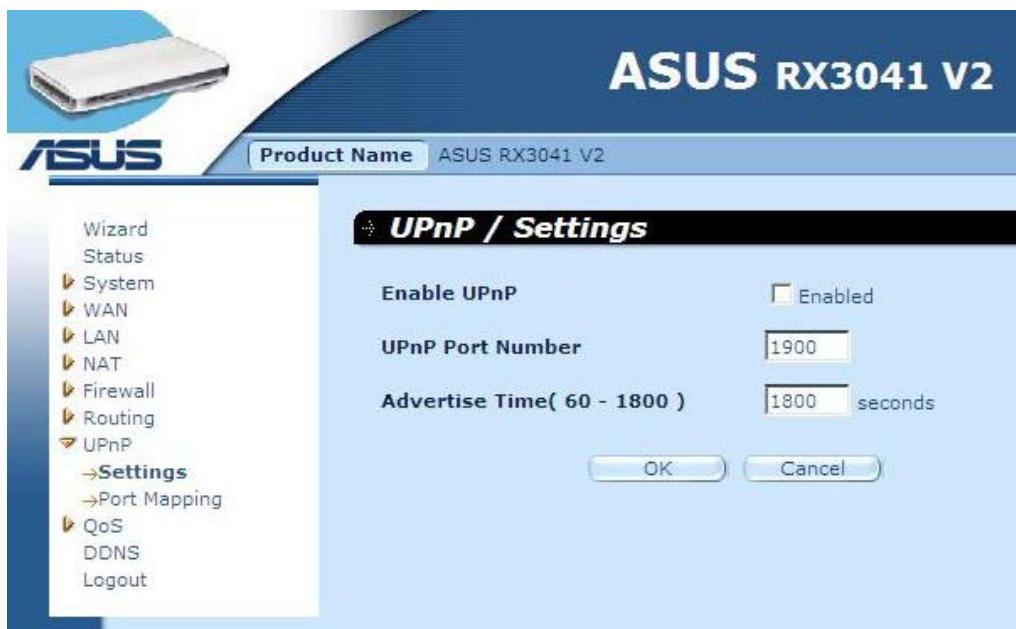 ASUS RX3041 V2
ASUS
Product Name ASUS RX3041 V2
Wizard
Status
System
WAN
LAN
NAT
Firewall
Routing
UPnP
→Settings
→Port Mapping
QoS
DDNS
Logout
UPnP / Settings
Enable UPnP Enabled
UPnP Port Number 1900
Advertise Time( 60 - 1800 ) 1800 seconds
OK Cancel